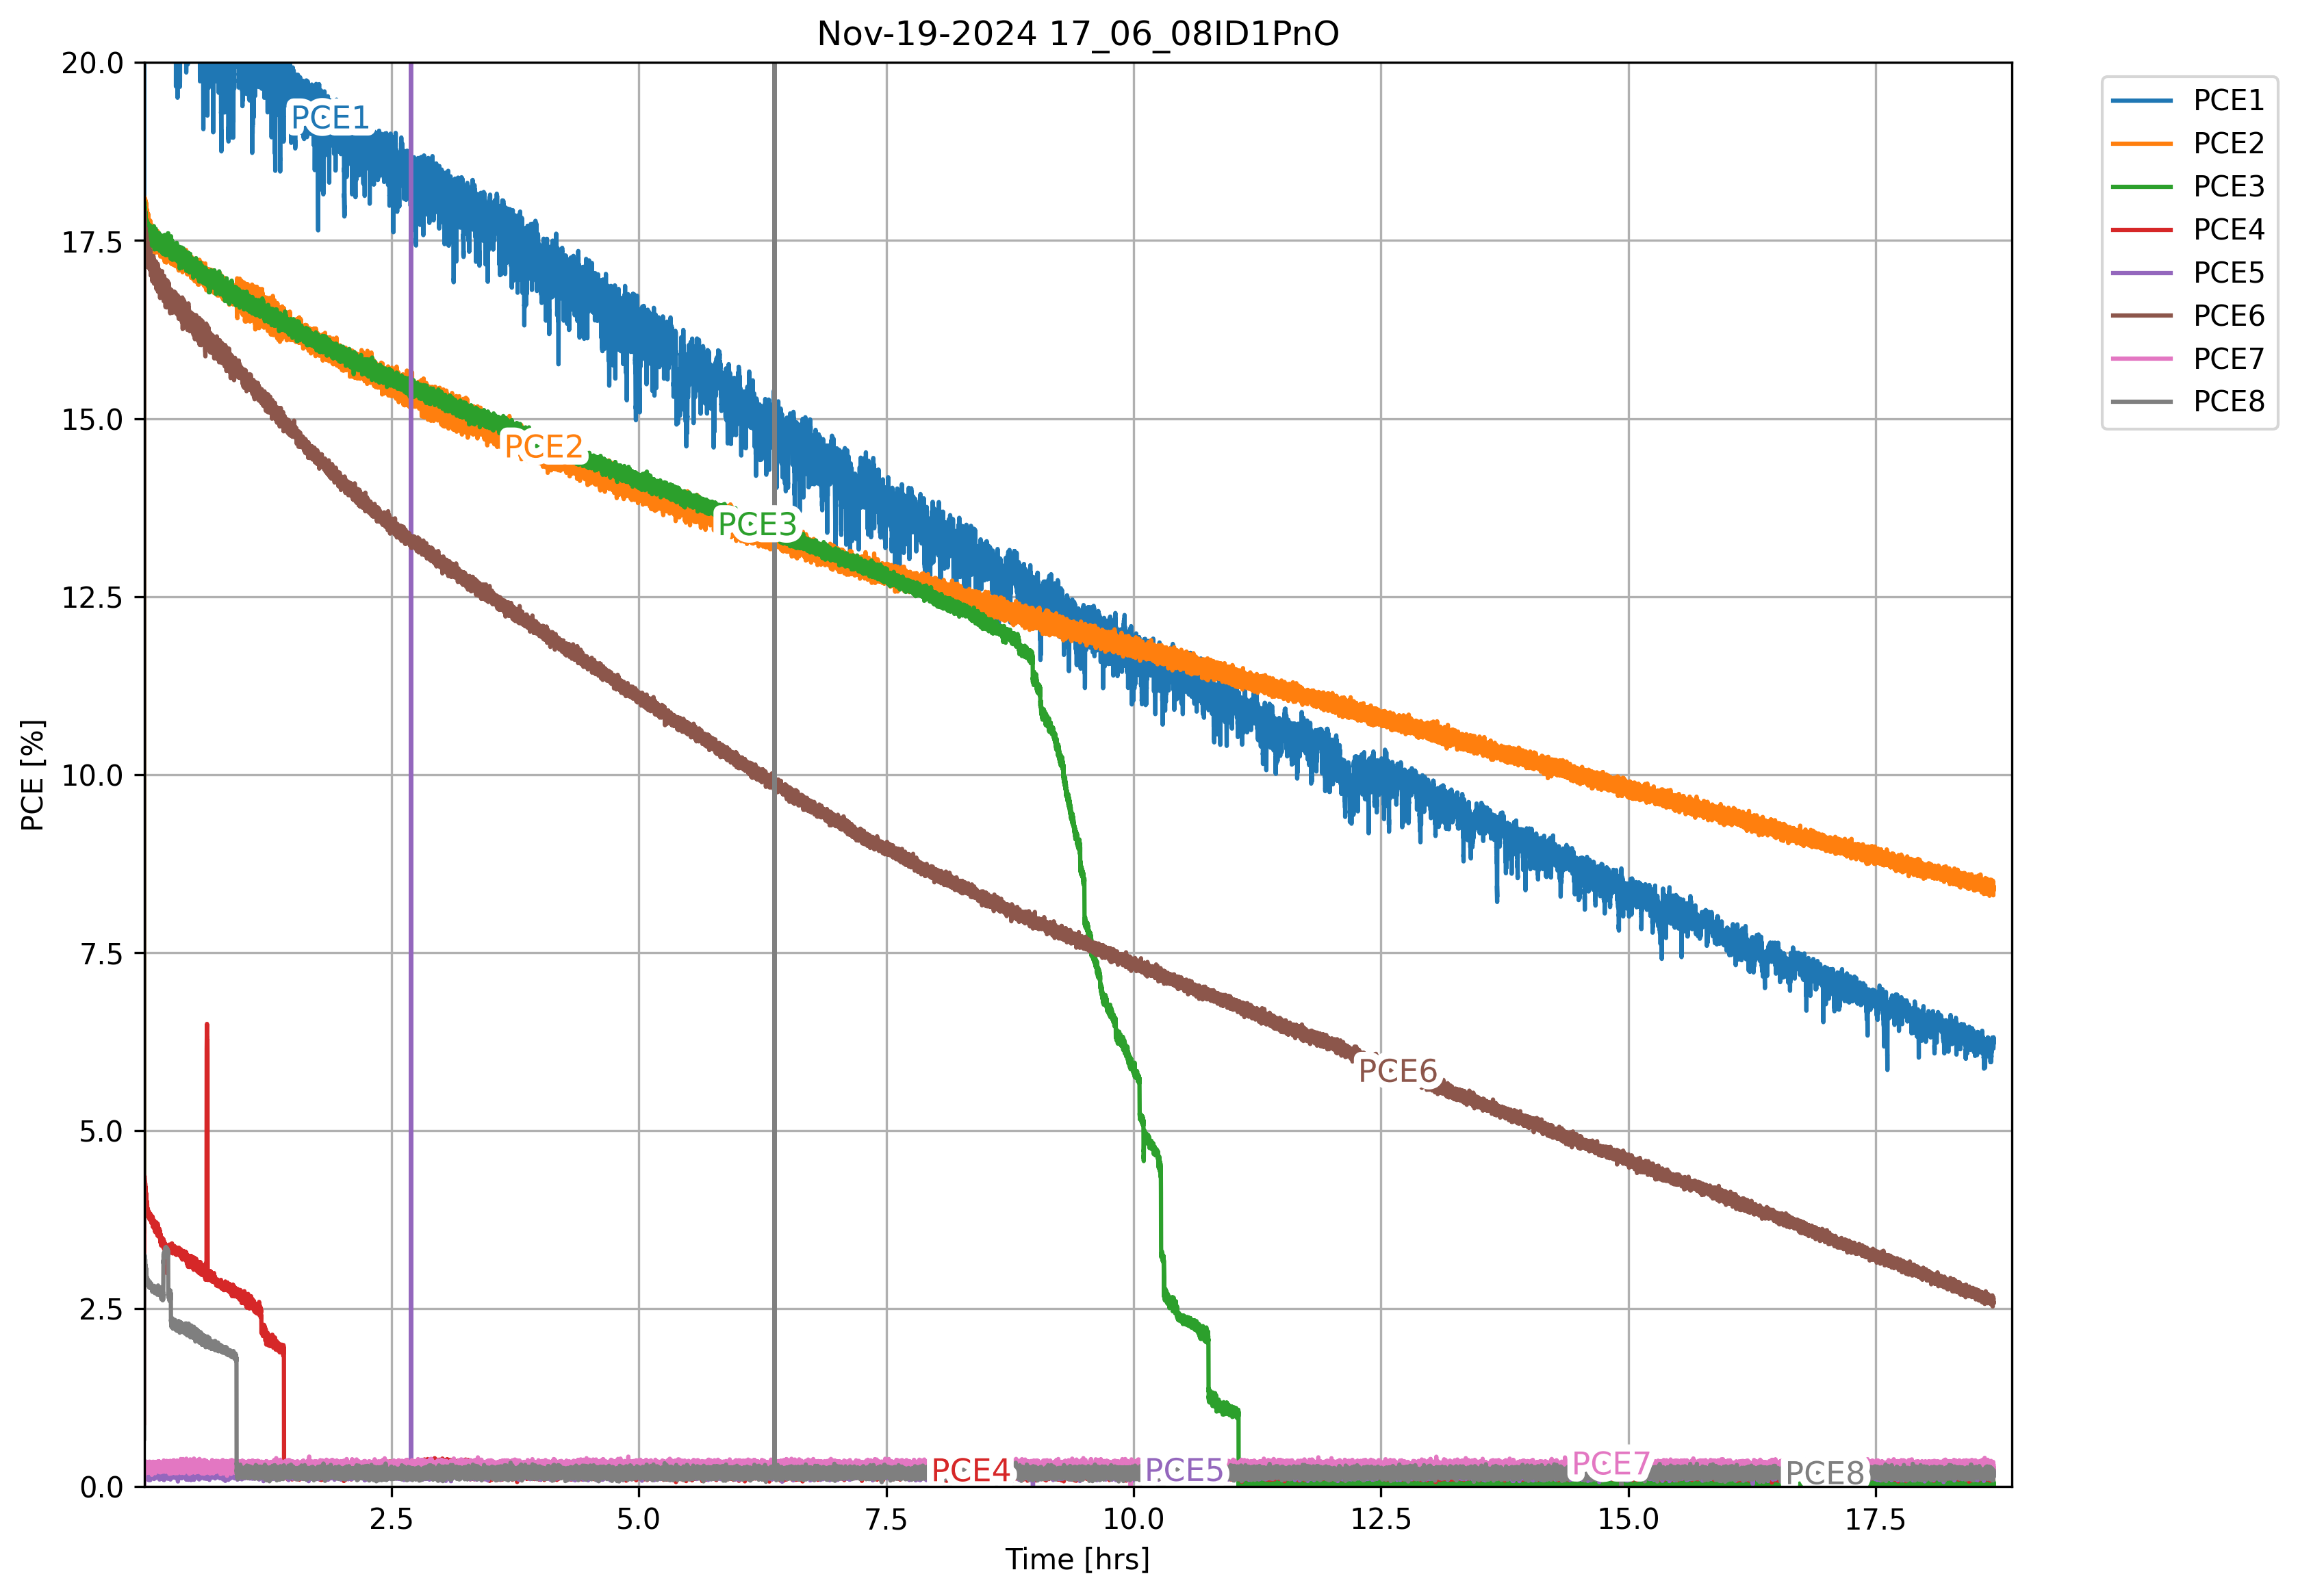 Nov-19-2024 17_06_08ID1PnO
20.0
17.5
15.0
12.5
10.0
7.5
5.0
2.5
0.0
PCE [%]
PCE1
PCE2
PCE3
PCE6
PCE4
PCE5
PCE7
PCE8
2.5
5.0
7.5
10.0
12.5
15.0
17.5
Time [hrs]
PCE1
PCE2
PCE3
PCE4
PCE5
PCE6
PCE7
PCE8